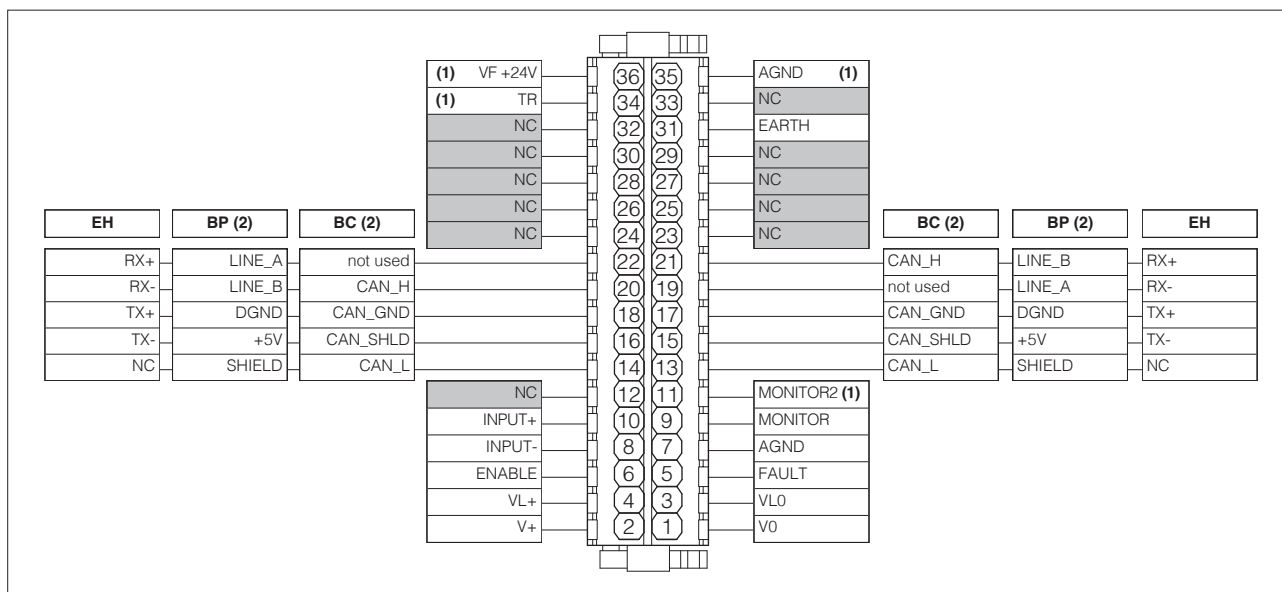 (1) VF +24V 36 35 AGND (1)
(1) TR 34 33 NC
NC 32 31 EARTH
NC 30 29 NC
NC 28 27 NC
NC 26 25 NC
EH BP (2) BC (2) NC 24 23 NC BC (2) BP (2) EH
RX+ LINE_A not used 22 21 CAN_H LINE_B RX+
RX- LINE_B CAN_H 20 19 not used LINE_A RX-
TX+ DGND CAN_GND 18 17 CAN_GND DGND TX+
TX- +5V CAN_SHLD 16 15 CAN_SHLD +5V TX-
NC SHIELD CAN_L 14 13 CAN_L SHIELD NC
NC 12 11 MONITOR2 (1)
INPUT+ 10 9 MONITOR
INPUT- 8 7 AGND
ENABLE 6 5 FAULT
VL+ 4 3 VL0
V+ 2 1 V0